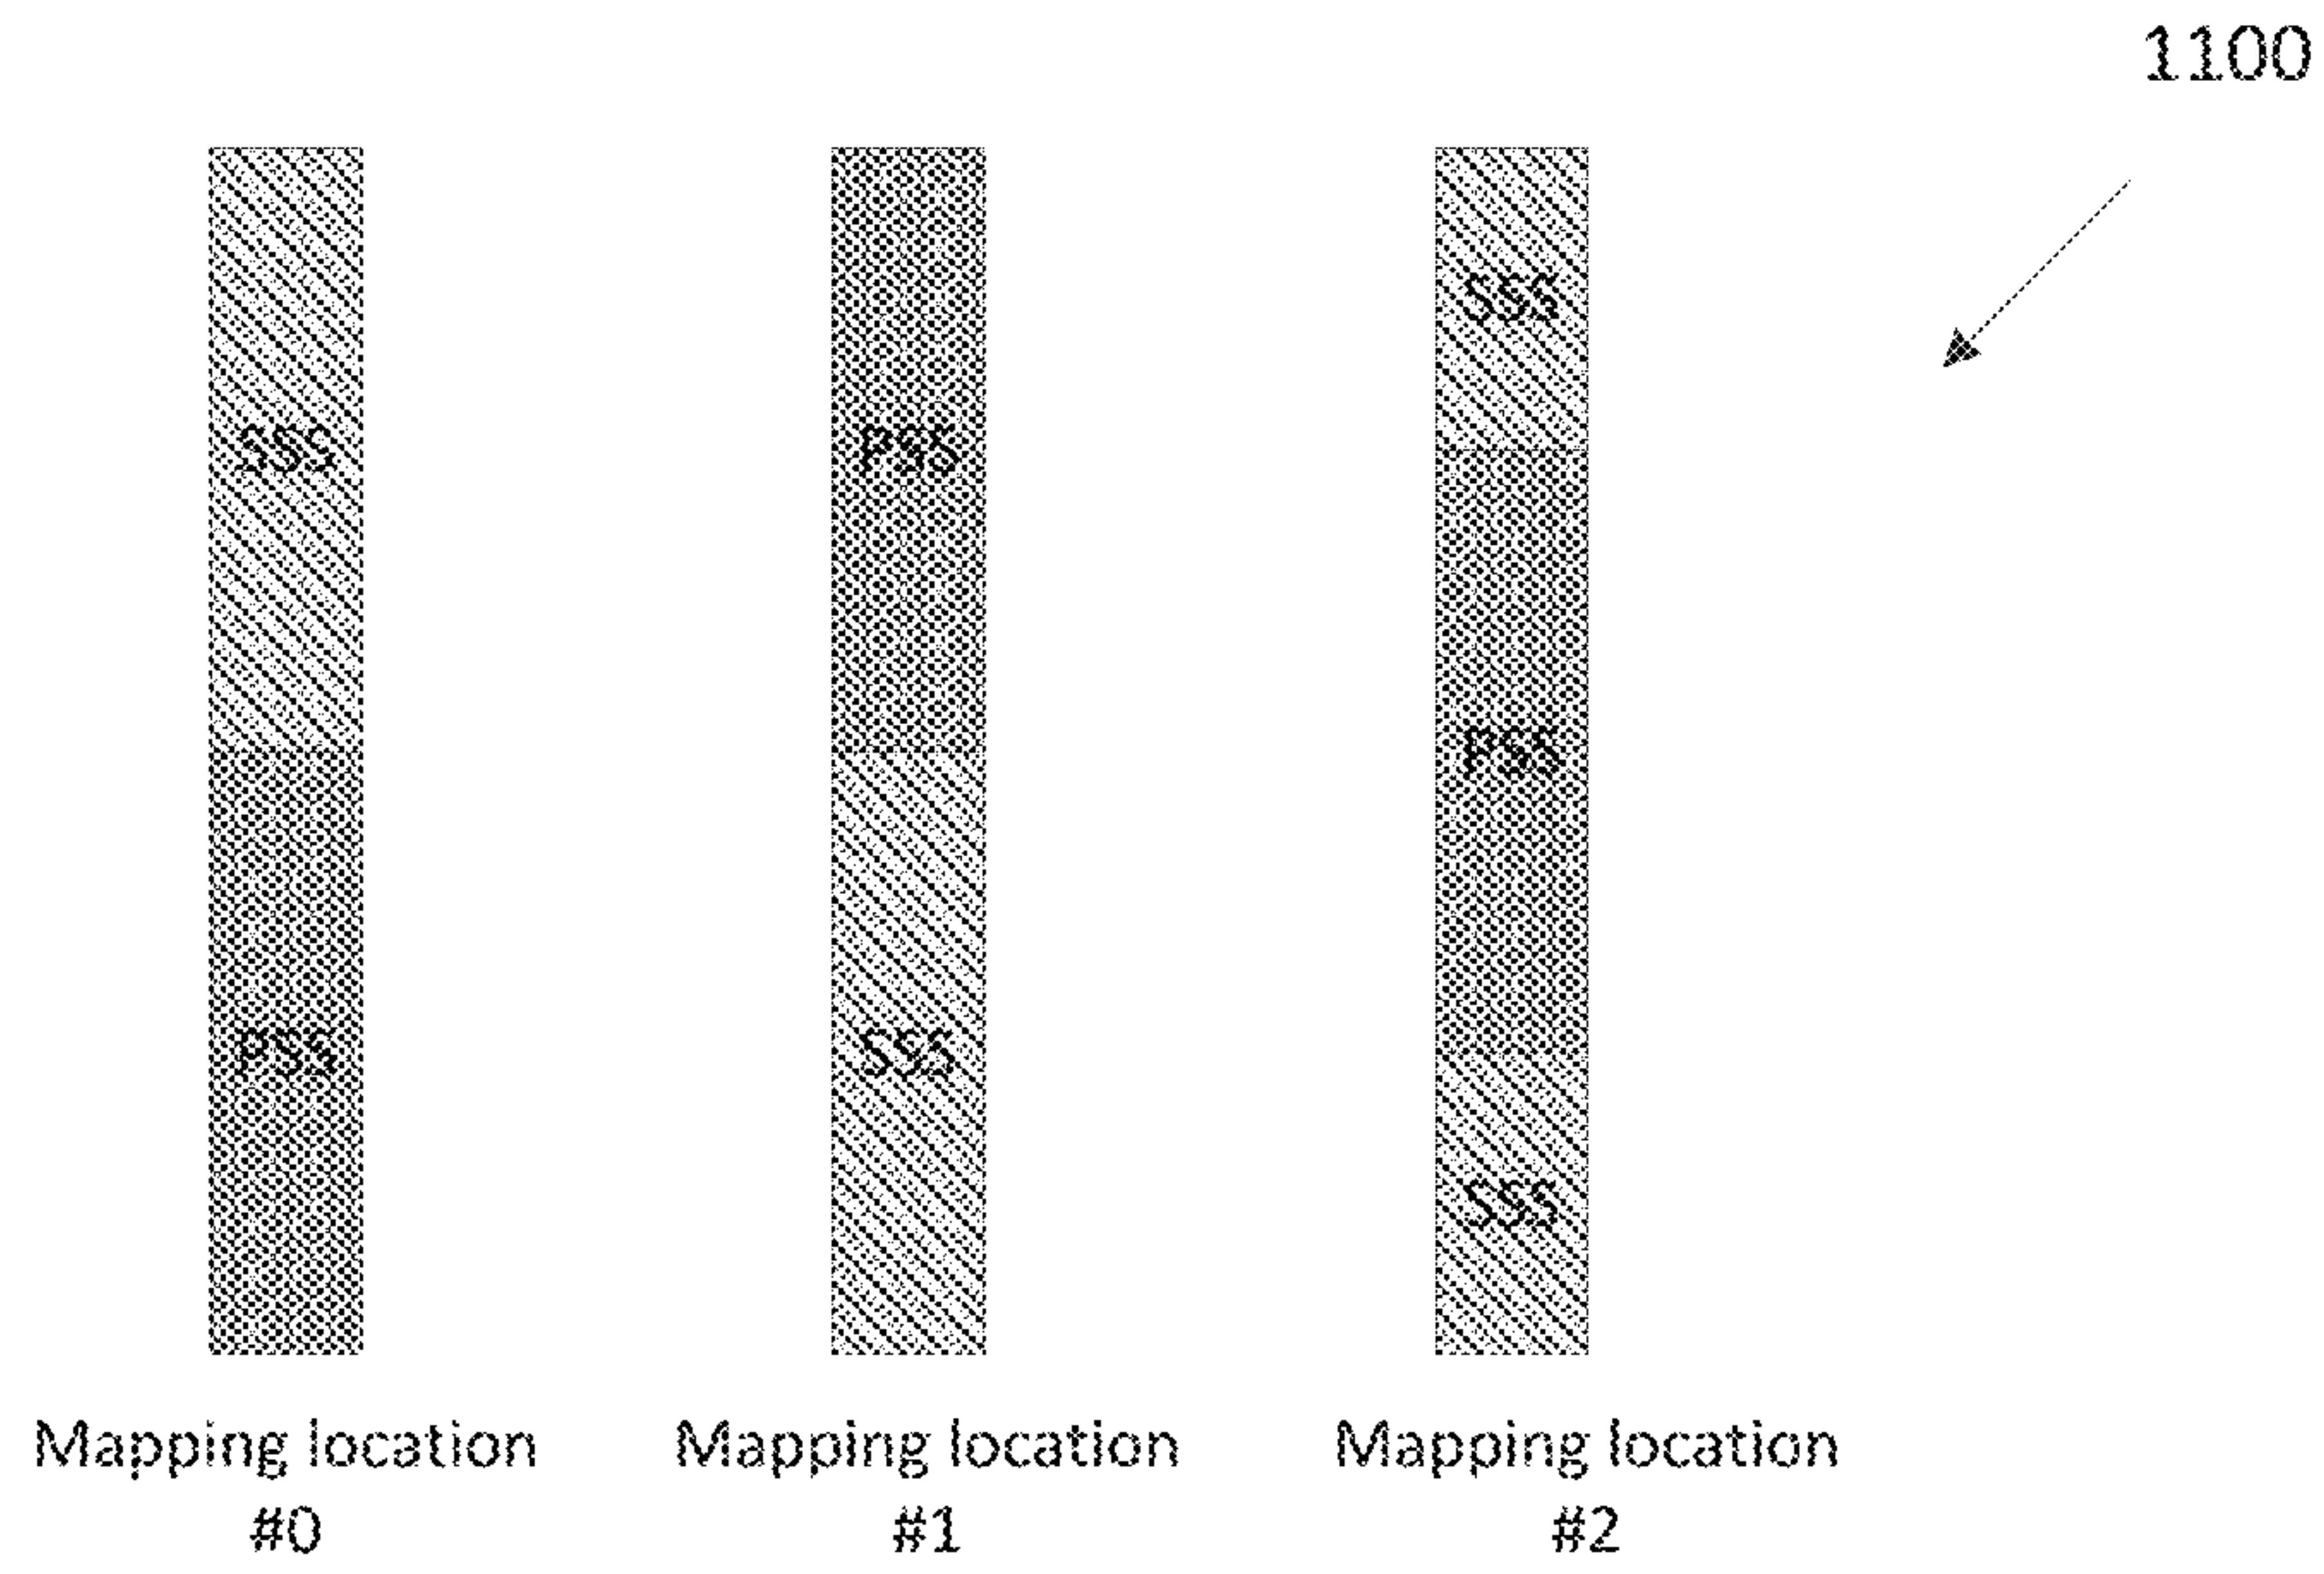 1100
SSS
PSS
PSS
SSS
SSS
PSS
SSS
Mapping location
#0
Mapping location
#1
Mapping location
#2